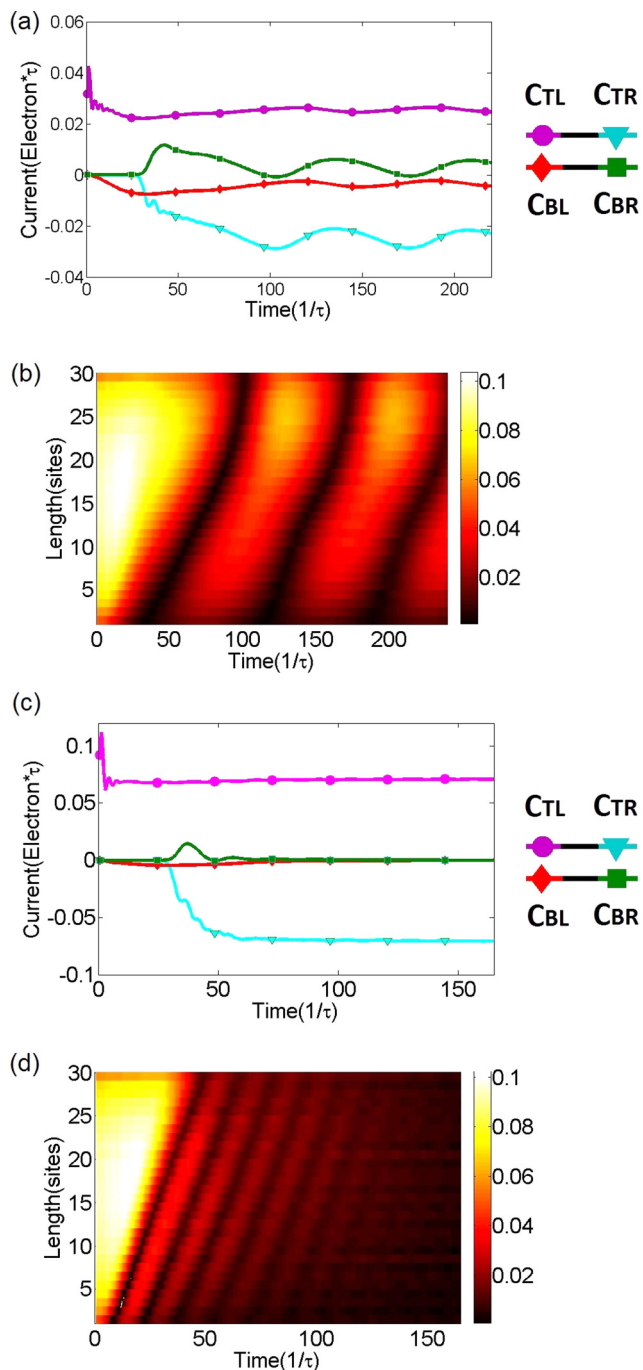 (a)
0.06
0.04
0.02
0
-0.02
-0.04
Current(Electron*τ)
0 50 100 150 200
Time(1/τ)
CTL CTR
CBL CBR
(b)
30
25
20
15
10
5
Length(sites)
0 50 100 150 200
Time(1/τ)
0.1
0.08
0.06
0.04
0.02
(c)
0.1
0.05
0
-0.05
-0.1
Current(Electron*τ)
0 50 100 150
Time(1/τ)
CTL CTR
CBL CBR
(d)
30
25
20
15
10
5
Length(sites)
0 50 100 150
Time(1/τ)
0.1
0.08
0.06
0.04
0.02